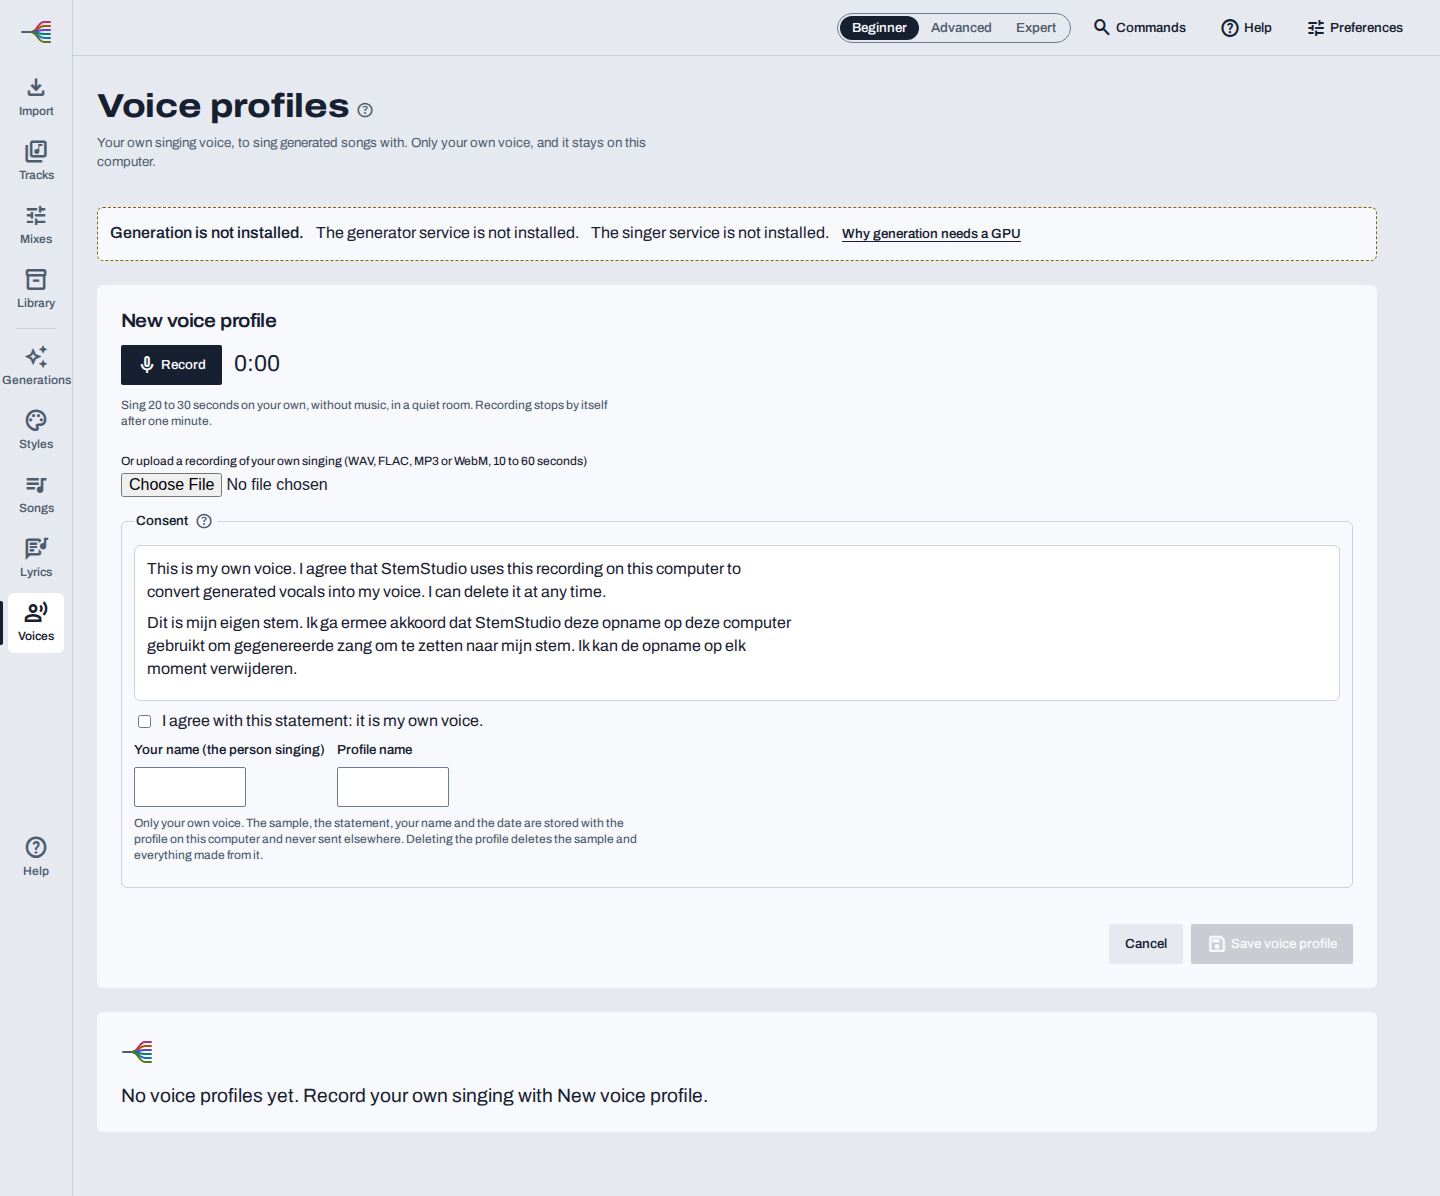 Beginner Advanced Expert Commands Help Preferences
Import
Tracks
Mixes
Library
Generations
Styles
Songs
Lyrics
Voices
Help
Voice profiles
Your own singing voice, to sing generated songs with. Only your own voice, and it stays on this
computer.
Generation is not installed. The generator service is not installed. The singer service is not installed. Why generation needs a GPU
New voice profile
Record 0:00
Sing 20 to 30 seconds on your own, without music, in a quiet room. Recording stops by itself
after one minute.
Or upload a recording of your own singing (WAV, FLAC, MP3 or WebM, 10 to 60 seconds)
Choose File No file chosen
Consent
This is my own voice. I agree that StemStudio uses this recording on this computer to
convert generated vocals into my voice. I can delete it at any time.
Dit is mijn eigen stem. Ik ga ermee akkoord dat StemStudio deze opname op deze computer
gebruikt om gegenereerde zang om te zetten naar mijn stem. Ik kan de opname op elk
moment verwijderen.
I agree with this statement: it is my own voice.
Your name (the person singing) Profile name
Only your own voice. The sample, the statement, your name and the date are stored with the
profile on this computer and never sent elsewhere. Deleting the profile deletes the sample and
everything made from it.
Cancel Save voice profile
No voice profiles yet. Record your own singing with New voice profile.